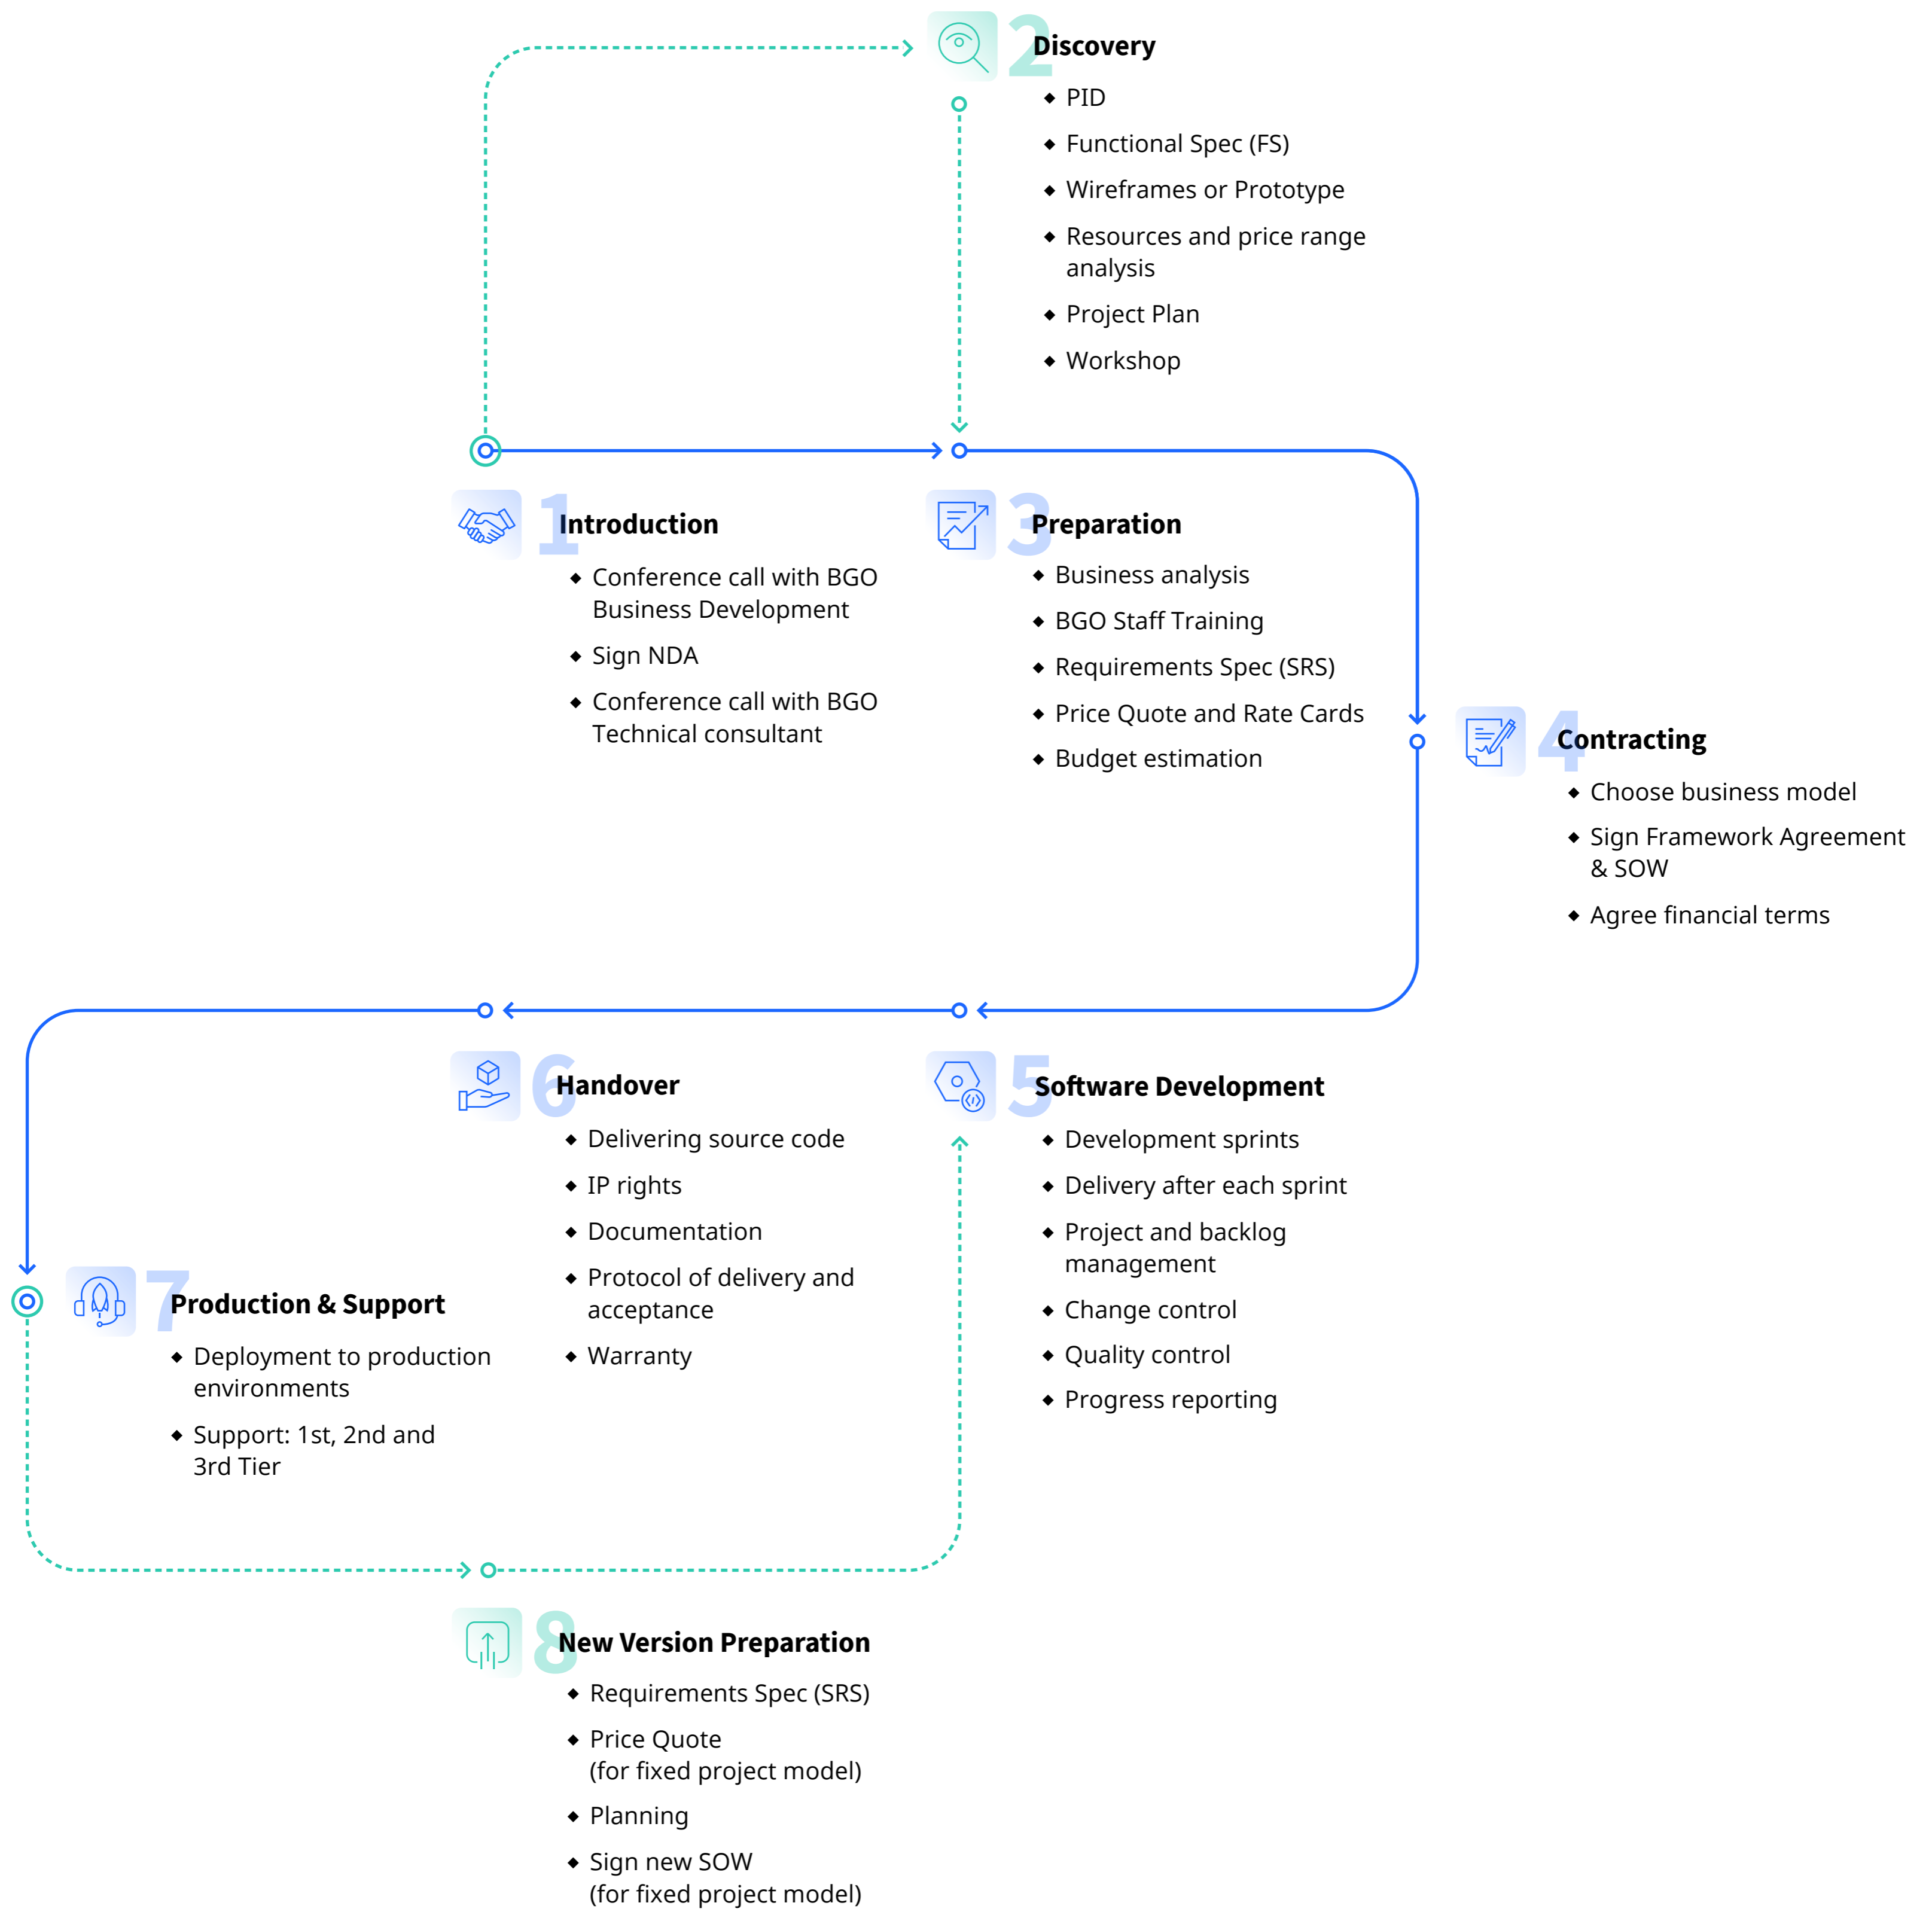 2
Discovery
PID
Functional Spec (FS)
Wireframes or Prototype
Resources and price range
analysis
Project Plan
Workshop
1
Introduction
Conference call with BGO
Business Development
Sign NDA
Conference call with BGO
Technical consultant
3
Preparation
Business analysis
BGO Staff Training
Requirements Spec (SRS)
Price Quote and Rate Cards
Budget estimation
4
Contracting
Choose business model
Sign Framework Agreement
& SOW
Agree financial terms
5
Software Development
Development sprints
Delivery after each sprint
Project and backlog
management
Change control
Quality control
Progress reporting
6
Handover
Delivering source code
IP rights
Documentation
Protocol of delivery and
acceptance
Warranty
7
Production & Support
Deployment to production
environments
Support: 1st, 2nd and
3rd Tier
8
New Version Preparation
Requirements Spec (SRS)
Price Quote
(for fixed project model)
Planning
Sign new SOW
(for fixed project model)